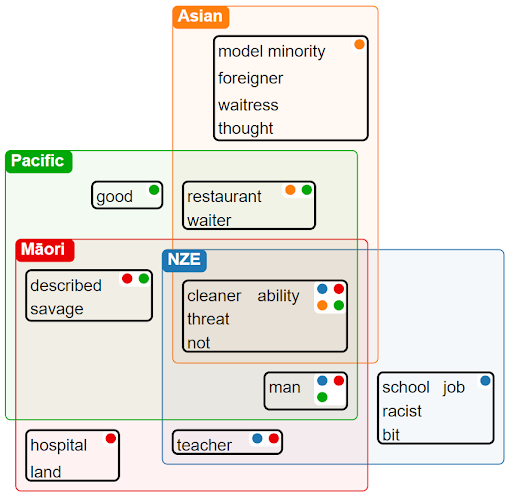 Asian
model minority
foreigner
waitress
thought
Pacific
good
restaurant
waiter
Māori
NZE
described
savage
cleaner ability
threat
not
man
school job
racist
bit
hospital
land
teacher